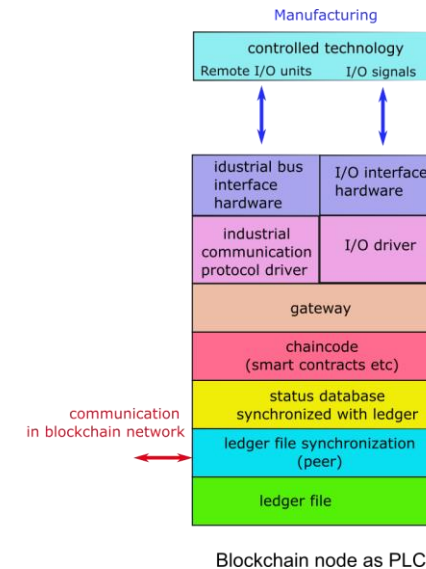 Manufacturing
controlled technology
Remote I/O units
I/O signals
idustrial bus
interface
hardware
I/O interface
hardware
industrial
communication
protocol driver
I/O driver
gateway
chaincode
(smart contracts etc)
status database
synchronized with ledger
communication
in blockchain network
ledger file synchronization
(peer)
ledger file
Blockchain node as PLC